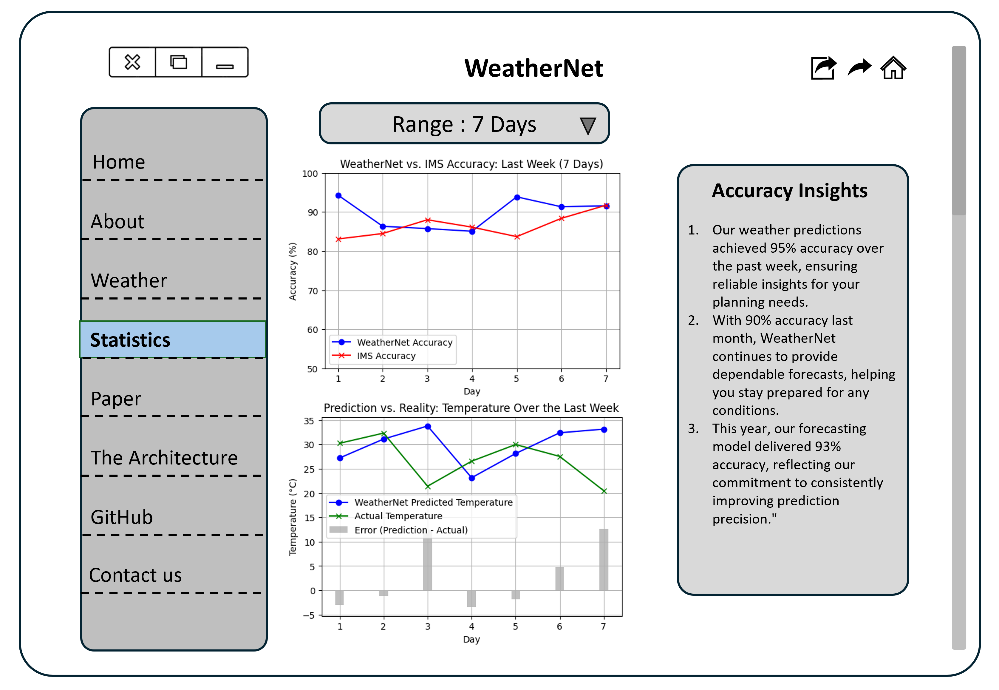 WeatherNet
Range : 7 Days
Home
About
Weather
Statistics
Paper
The Architecture
GitHub
Contact us
WeatherNet vs. IMS Accuracy: Last Week (7 Days)
100
90
80
70
60
50
Accuracy (%)
WeatherNet Accuracy
IMS Accuracy
1 2 3 4 5 6 7
Day
Prediction vs. Reality: Temperature Over the Last Week
35
30
25
20
15
10
5
0
−5
Temperature (°C)
WeatherNet Predicted Temperature
Actual Temperature
Error (Prediction - Actual)
1 2 3 4 5 6 7
Day
Accuracy Insights
1. Our weather predictions
achieved 95% accuracy over
the past week, ensuring
reliable insights for your
planning needs.
2. With 90% accuracy last
month, WeatherNet
continues to provide
dependable forecasts, helping
you stay prepared for any
conditions.
3. This year, our forecasting
model delivered 93%
accuracy, reflecting our
commitment to consistently
improving prediction
precision."